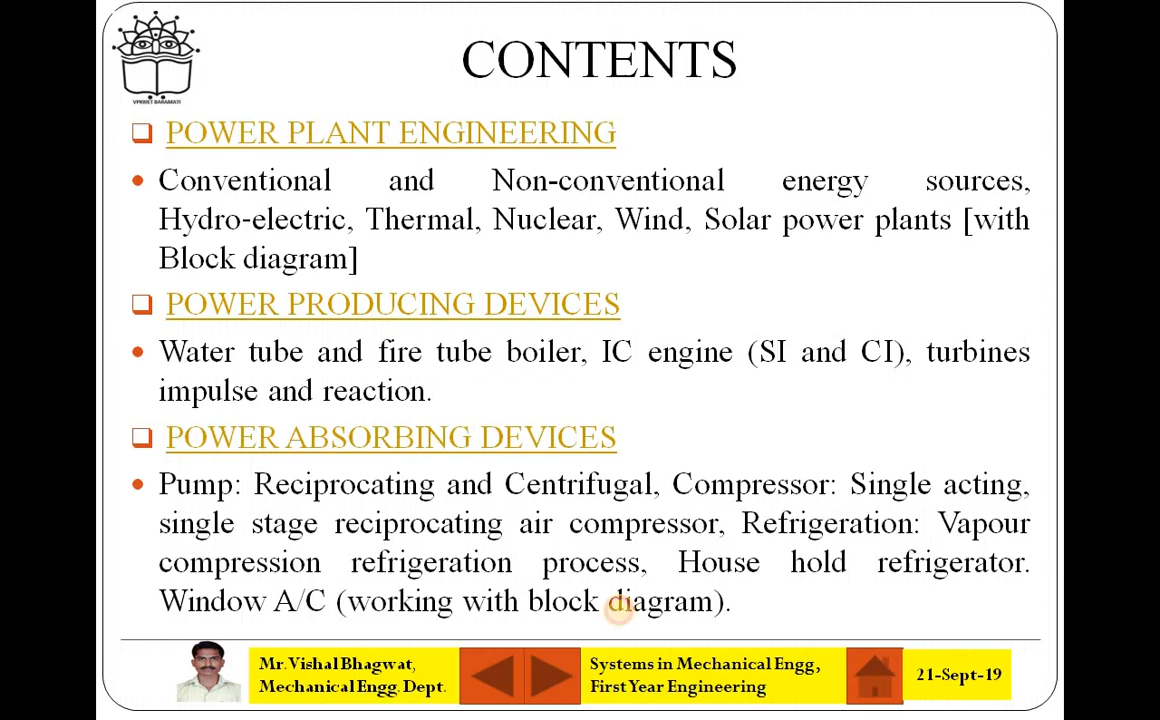 CONTENTS
VPKBIET BARAMATI
POWER PLANT ENGINEERING
Conventional and Non-conventional energy sources,
Hydro-electric, Thermal, Nuclear, Wind, Solar power plants [with
Block diagram]
POWER PRODUCING DEVICES
Water tube and fire tube boiler, IC engine (SI and CI), turbines
impulse and reaction.
POWER ABSORBING DEVICES
Pump: Reciprocating and Centrifugal, Compressor: Single acting,
single stage reciprocating air compressor, Refrigeration: Vapour
compression refrigeration process, House hold refrigerator.
Window A/C (working with block diagram).
Mr. Vishal Bhagwat,
Mechanical Engg. Dept.
Systems in Mechanical Engg,
First Year Engineering
21-Sept-19